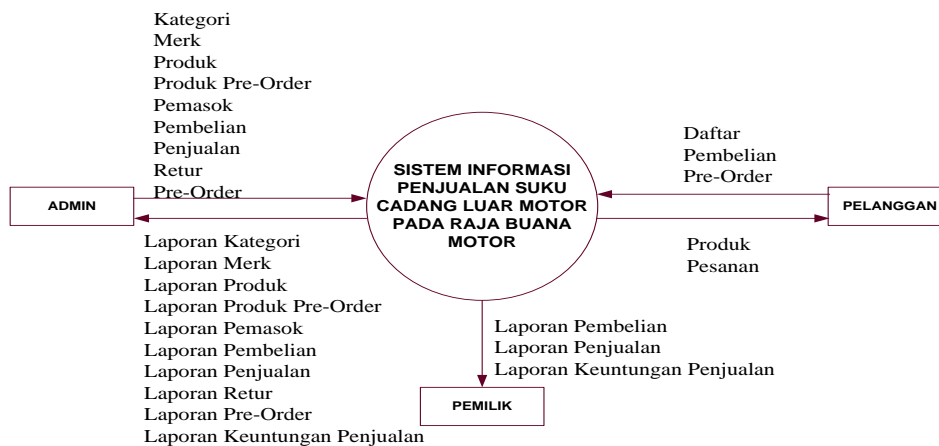 Kategori
Merk
Produk
Produk Pre-Order
Pemasok
Pembelian
Penjualan
Retur
Pre-Order
ADMIN
Laporan Kategori
Laporan Merk
Laporan Produk
Laporan Produk Pre-Order
Laporan Pemasok
Laporan Pembelian
Laporan Penjualan
Laporan Retur
Laporan Pre-Order
Laporan Keuntungan Penjualan
SISTEM INFORMASI
PENJUALAN SUKU
CADANG LUAR MOTOR
PADA RAJA BUANA
MOTOR
Daftar
Pembelian
Pre-Order
PELANGGAN
Produk
Pesanan
Laporan Pembelian
Laporan Penjualan
Laporan Keuntungan Penjualan
PEMILIK